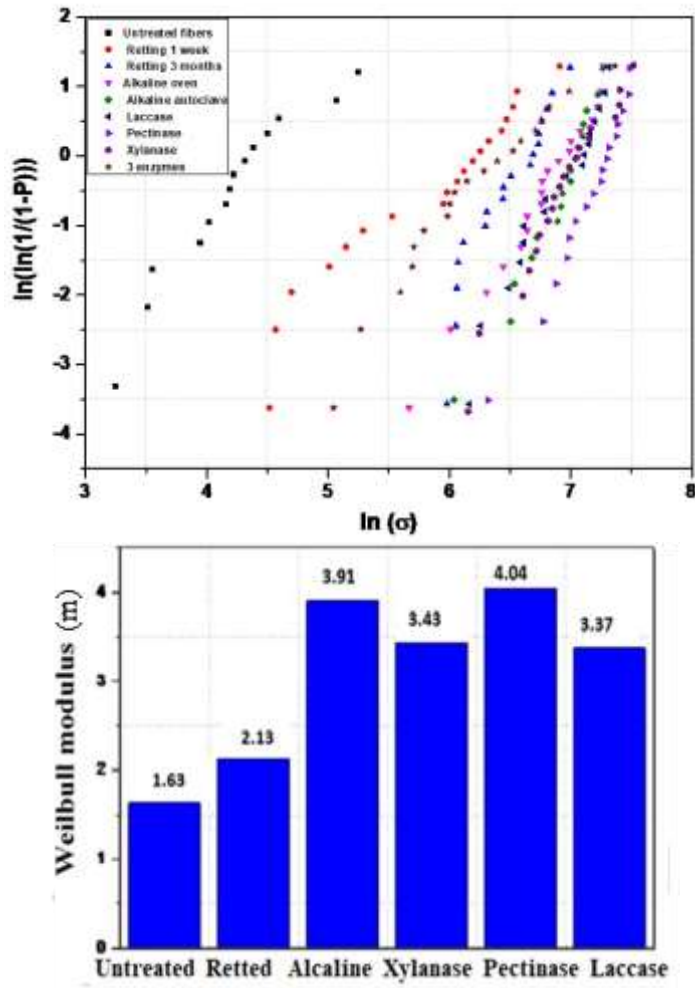 2
1
0
-1
-2
-3
-4
ln(ln(1/(1-P)))
Untreated fibers
Retting 1 week
Retting 3 months
Alkaline oven
Alkaline autoclave
Laccase
Pectinase
Xylanase
3 enzymes
3 4 5 6 7 8
ln (σ)
Weilbull modulus (m)
4
3
2
1
0
1.63
2.13
3.91
3.43
4.04
3.37
Untreated Retted Alcaline Xylanase Pectinase Laccase